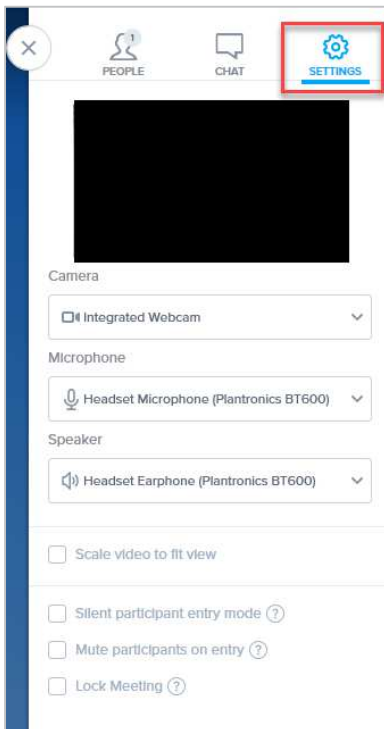 1
PEOPLE
CHAT
SETTINGS
Camera
Integrated Webcam
Microphone
Headset Microphone (Plantronics BT600)
Speaker
Headset Earphone (Plantronics BT600)
Scale video to fit view
Silent participant entry mode ?
Mute participants on entry ?
Lock Meeting ?